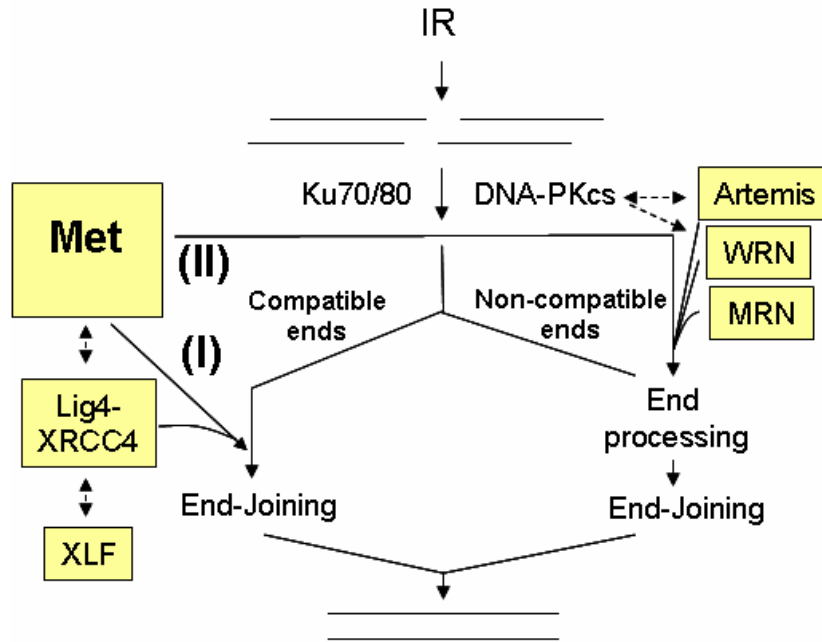 IR
Ku70/80
DNA-PKcs
Artemis
Met
(II)
WRN
MRN
Compatible
ends
Non-compatible
ends
(I)
Lig4-
XRCC4
End
processing
End-Joining
End-Joining
XLF